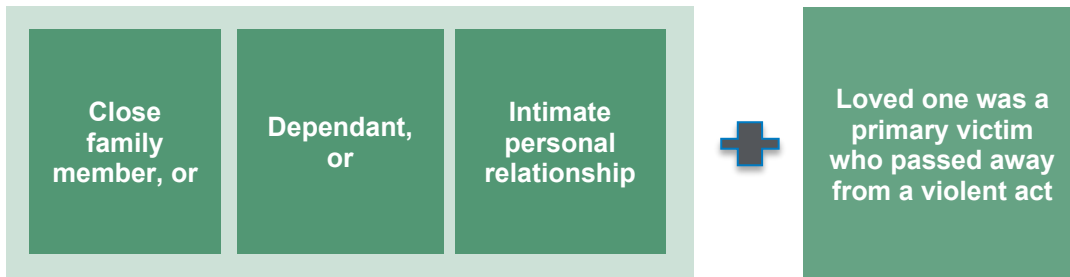 Close
family
member, or
Dependant,
or
Intimate
personal
relationship
Loved one was a
primary victim
who passed away
from a violent act